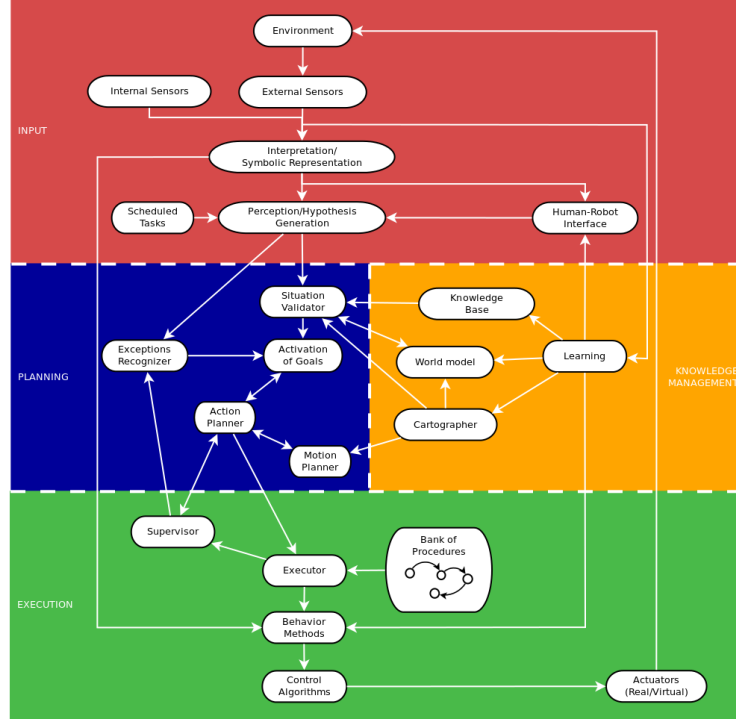 Environment
Internal Sensors
External Sensors
INPUT
Interpretation/
Symbolic Representation
Scheduled
Tasks
Perception/Hypothesis
Generation
Human-Robot
Interface
Situation
Validator
Knowledge
Base
Exceptions
Recognizer
Activation
of Goals
World model
Learning
PLANNING
KNOWLEDGE
MANAGEMENT
Action
Planner
Cartographer
Motion
Planner
Supervisor
Bank of
Procedures
Executor
EXECUTION
Behavior
Methods
Control
Algorithms
Actuators
(Real/Virtual)